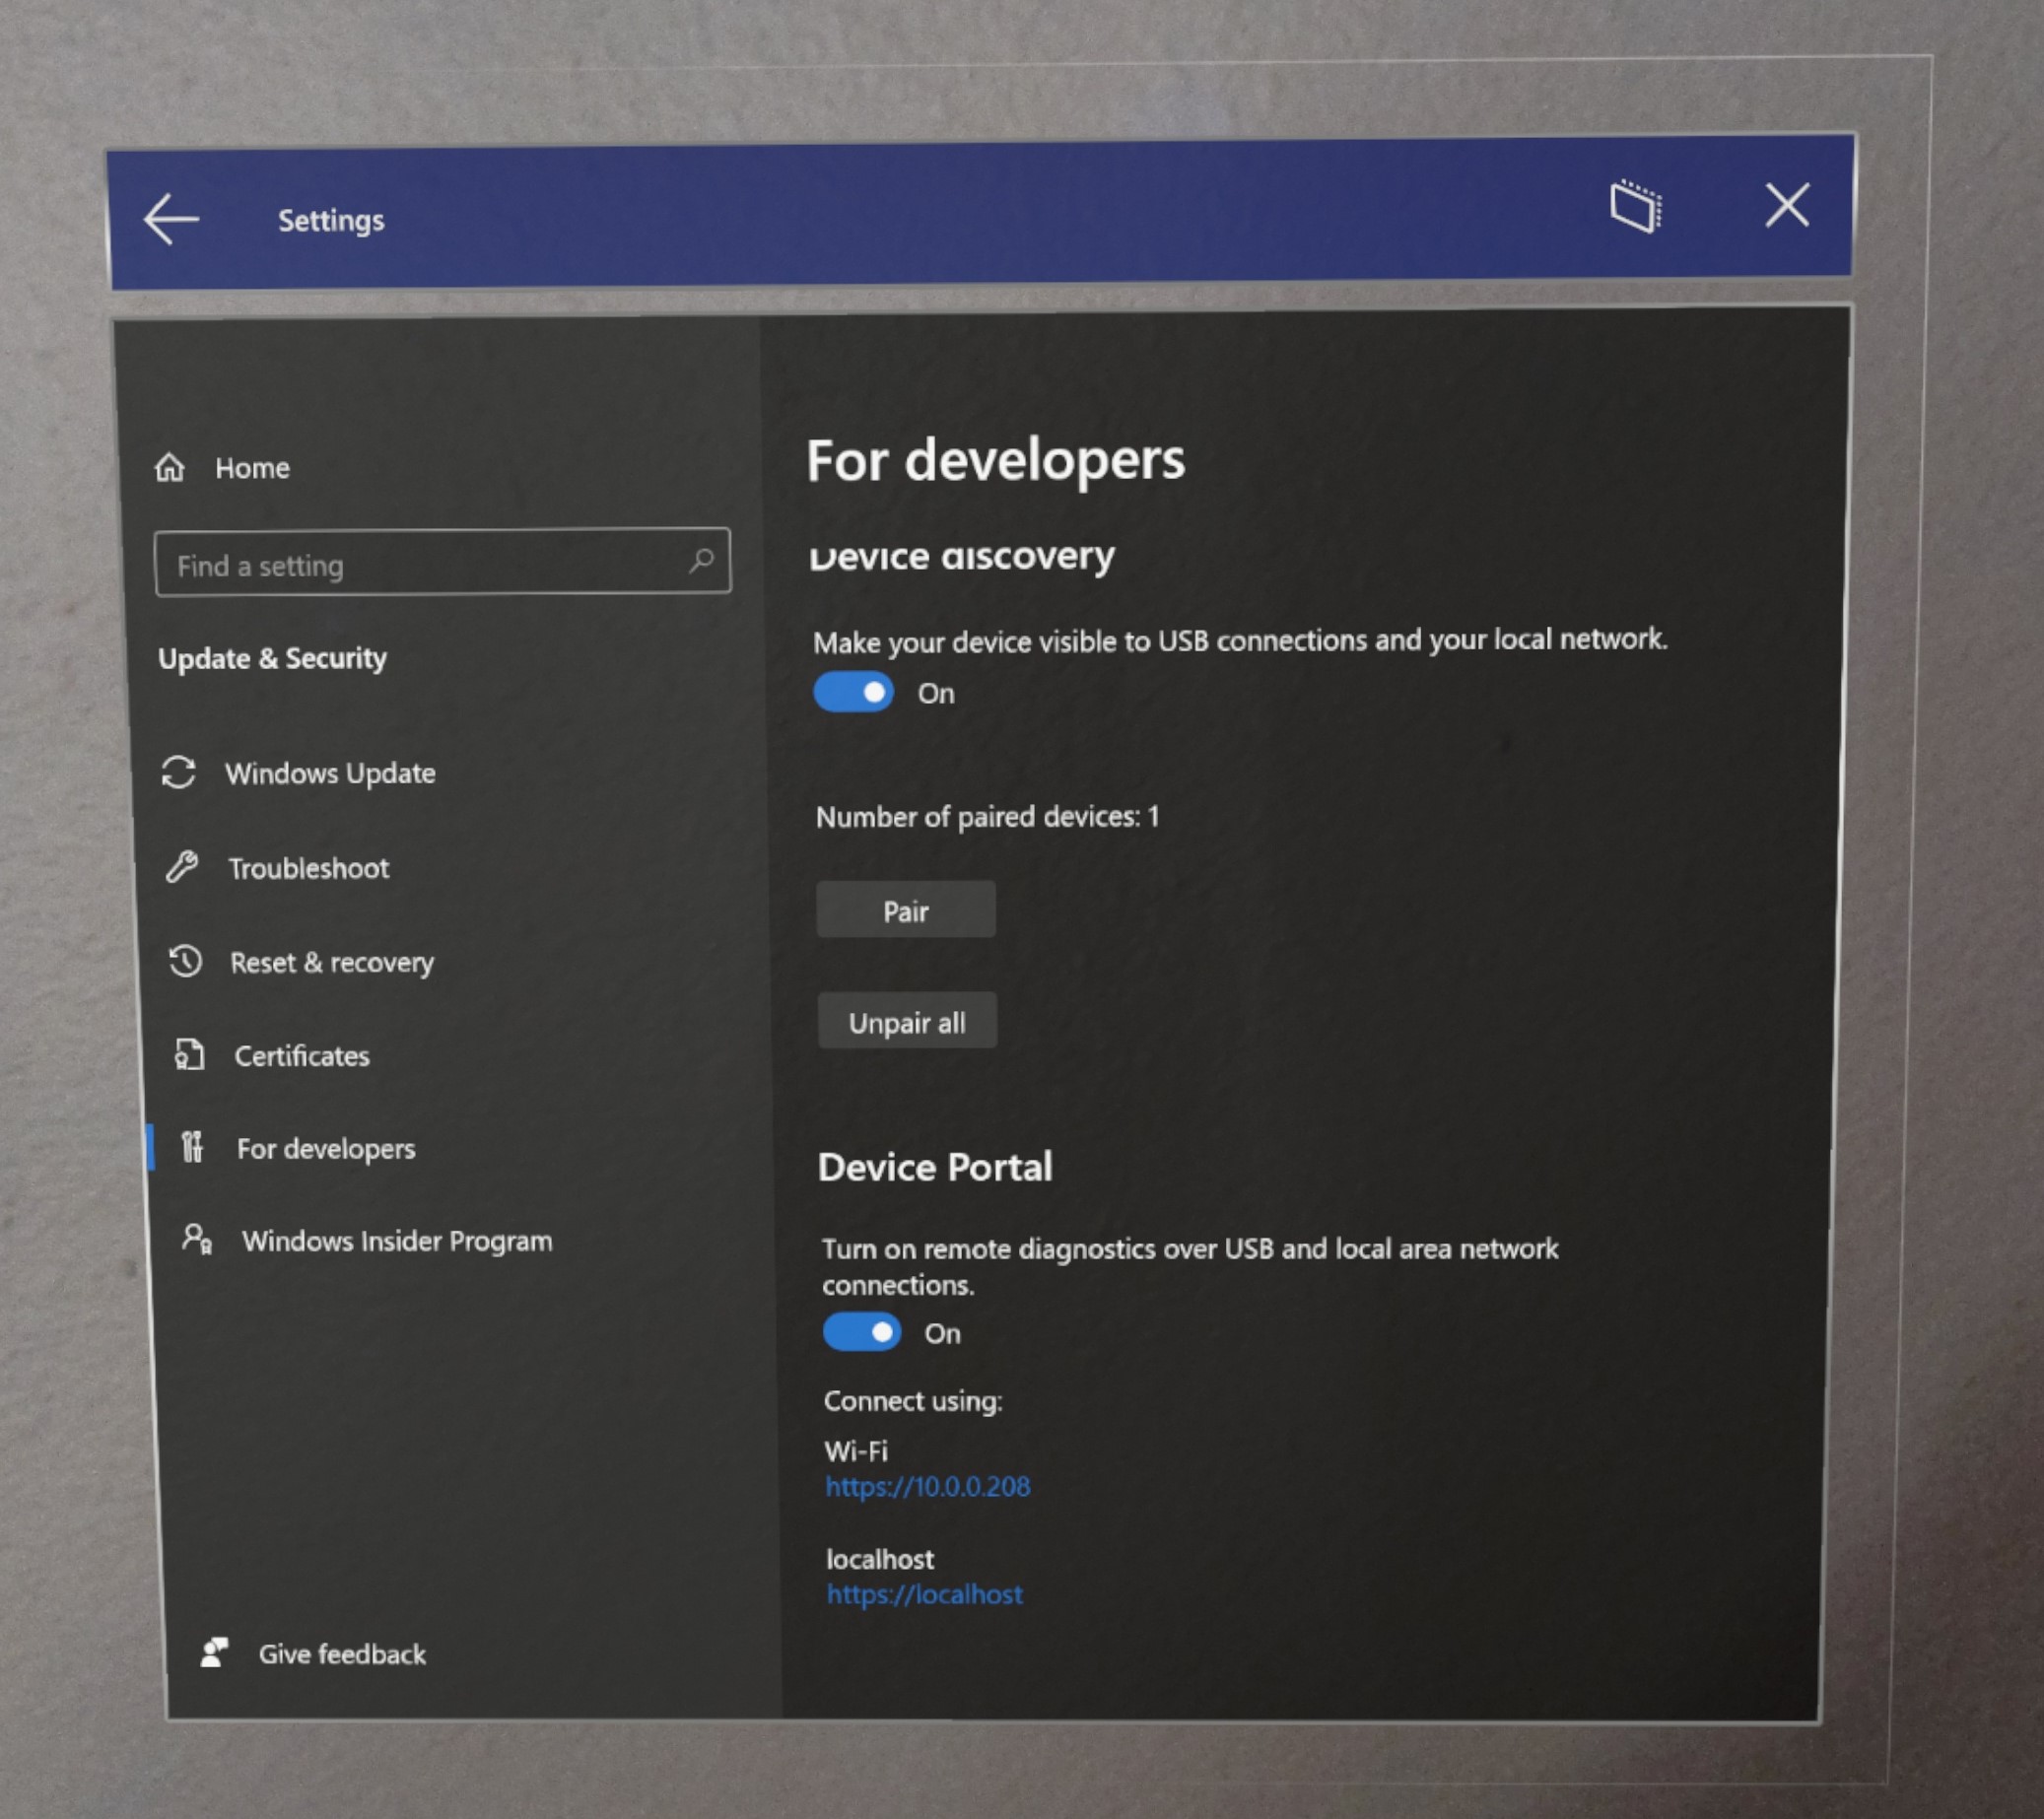 Settings
Home
Find a setting
Update & Security
Windows Update
Troubleshoot
Reset & recovery
Certificates
For developers
Windows Insider Program
Give feedback
For developers
Device discovery
Make your device visible to USB connections and your local network.
On
Number of paired devices: 1
Pair
Unpair all
Device Portal
Turn on remote diagnostics over USB and local area network
connections.
On
Connect using:
Wi-Fi
https://10.0.0.208
localhost
https://localhost